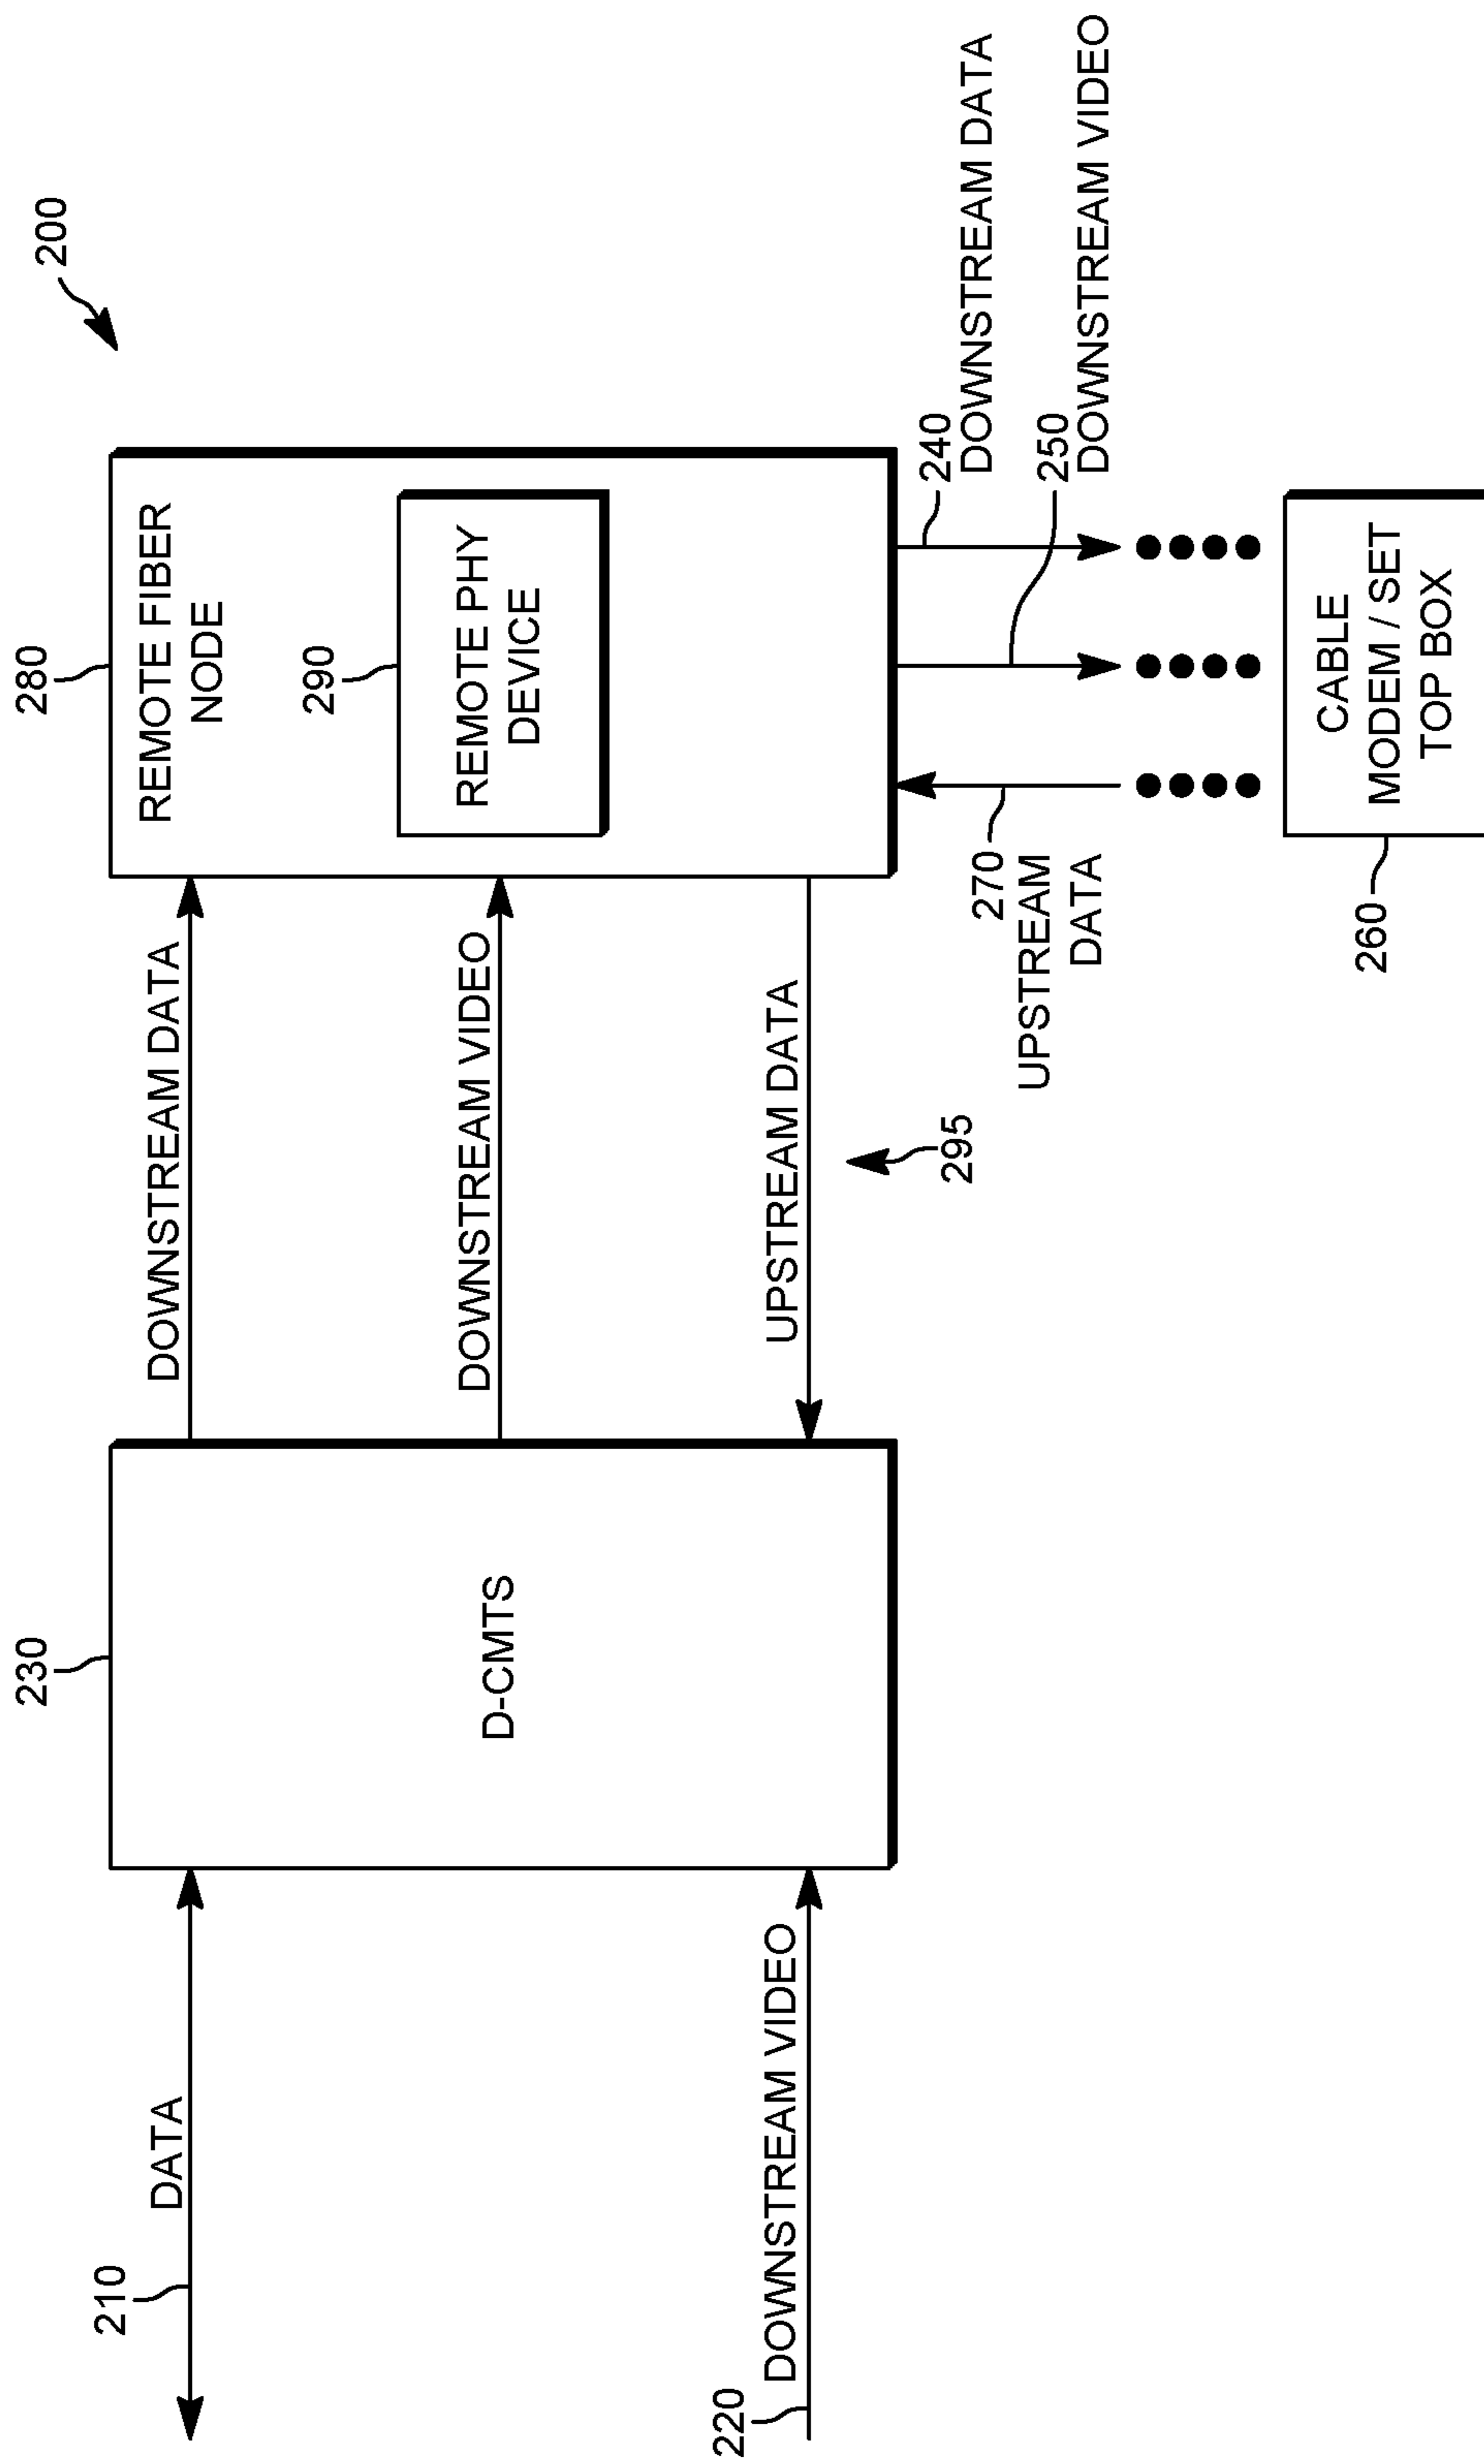 200
280
REMOTE FIBER
NODE
290
REMOTE PHY
DEVICE
230
D-CMTS
210
DATA
220
DOWNSTREAM VIDEO
DOWNSTREAM DATA
DOWNSTREAM VIDEO
UPSTREAM DATA
295
270
UPSTREAM
DATA
240
DOWNSTREAM DATA
250
DOWNSTREAM VIDEO
260
CABLE
MODEM / SET
TOP BOX